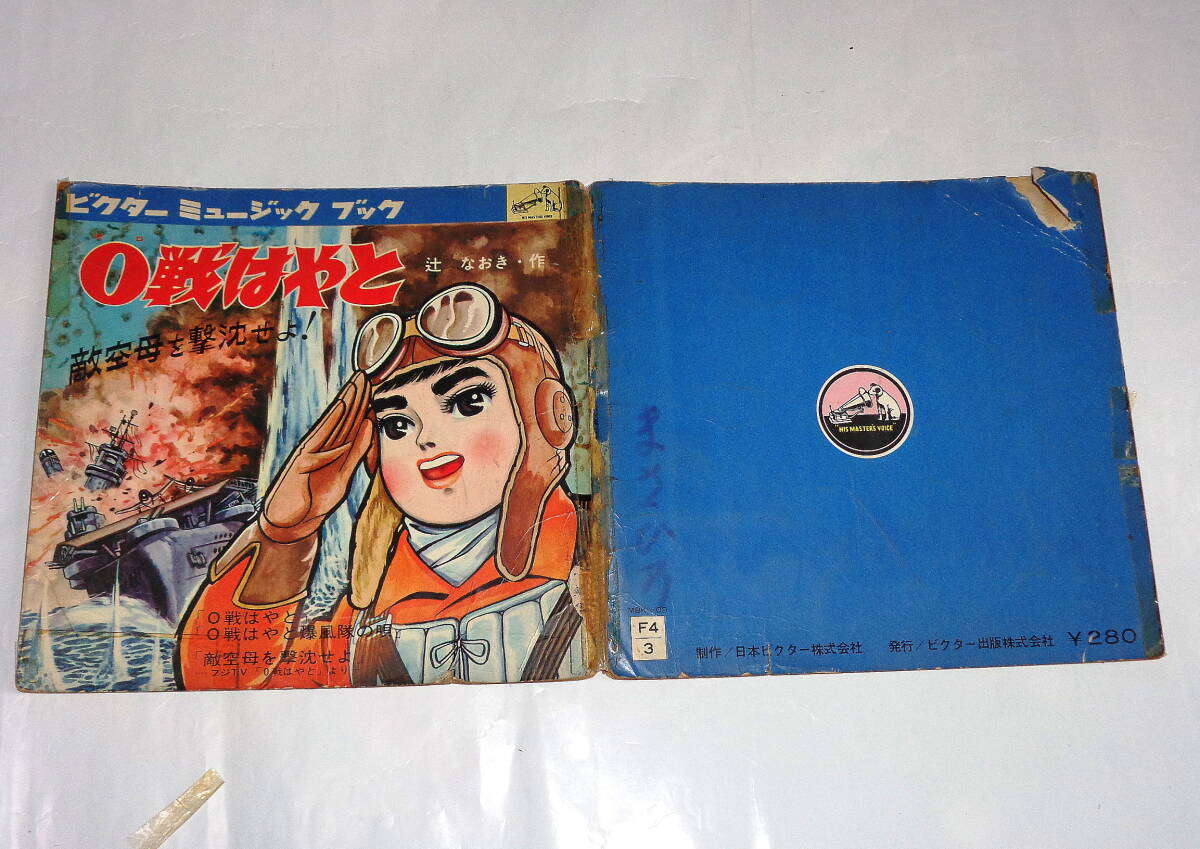 ビクター ミュージック ブック
HIS MASTER'S VOICE
0戦はやと
辻 なおき・作
敵空母を撃沈せよ!
「0戦はやと」
「0戦はやと爆風隊の唄」
「敵空母を撃沈せよ」
フジTV「0戦はやと」より
"HIS MASTER'S VOICE"
F4
3
制作/日本ビクター株式会社 発行/ビクター出版株式会社 ¥280